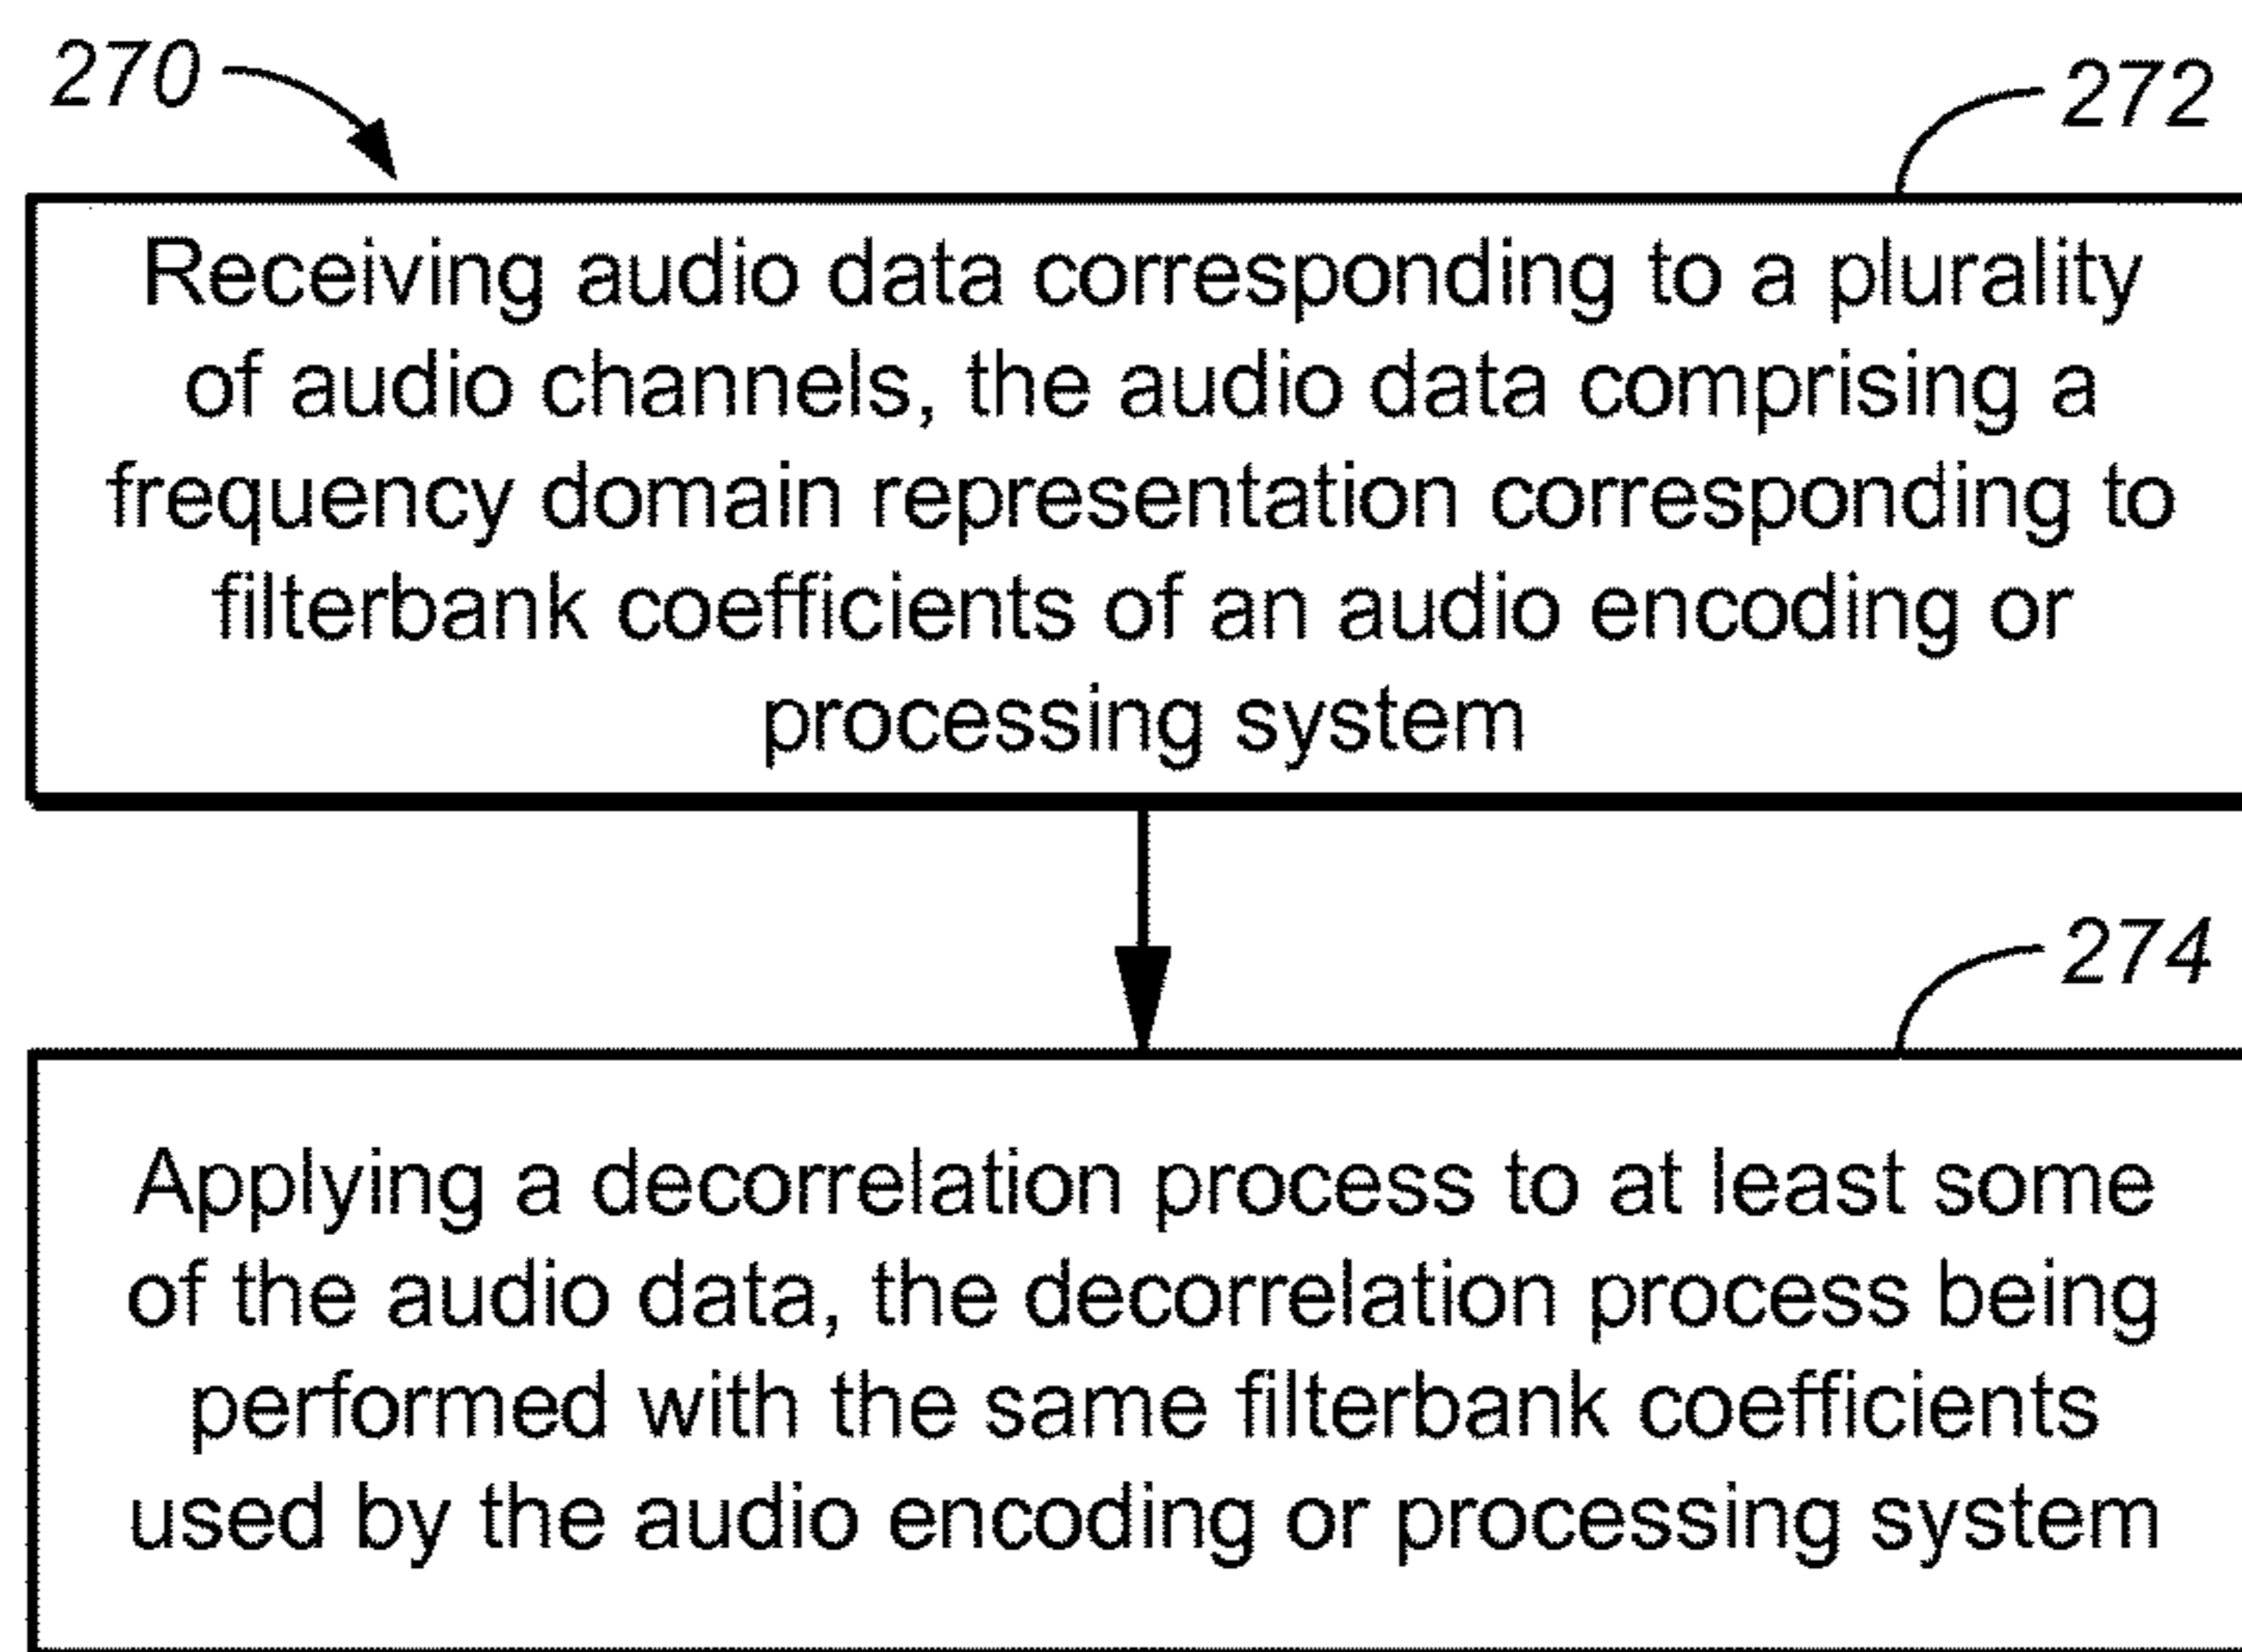 270
272
Receiving audio data corresponding to a plurality
of audio channels, the audio data comprising a
frequency domain representation corresponding to
filterbank coefficients of an audio encoding or
processing system
274
Applying a decorrelation process to at least some
of the audio data, the decorrelation process being
performed with the same filterbank coefficients
used by the audio encoding or processing system